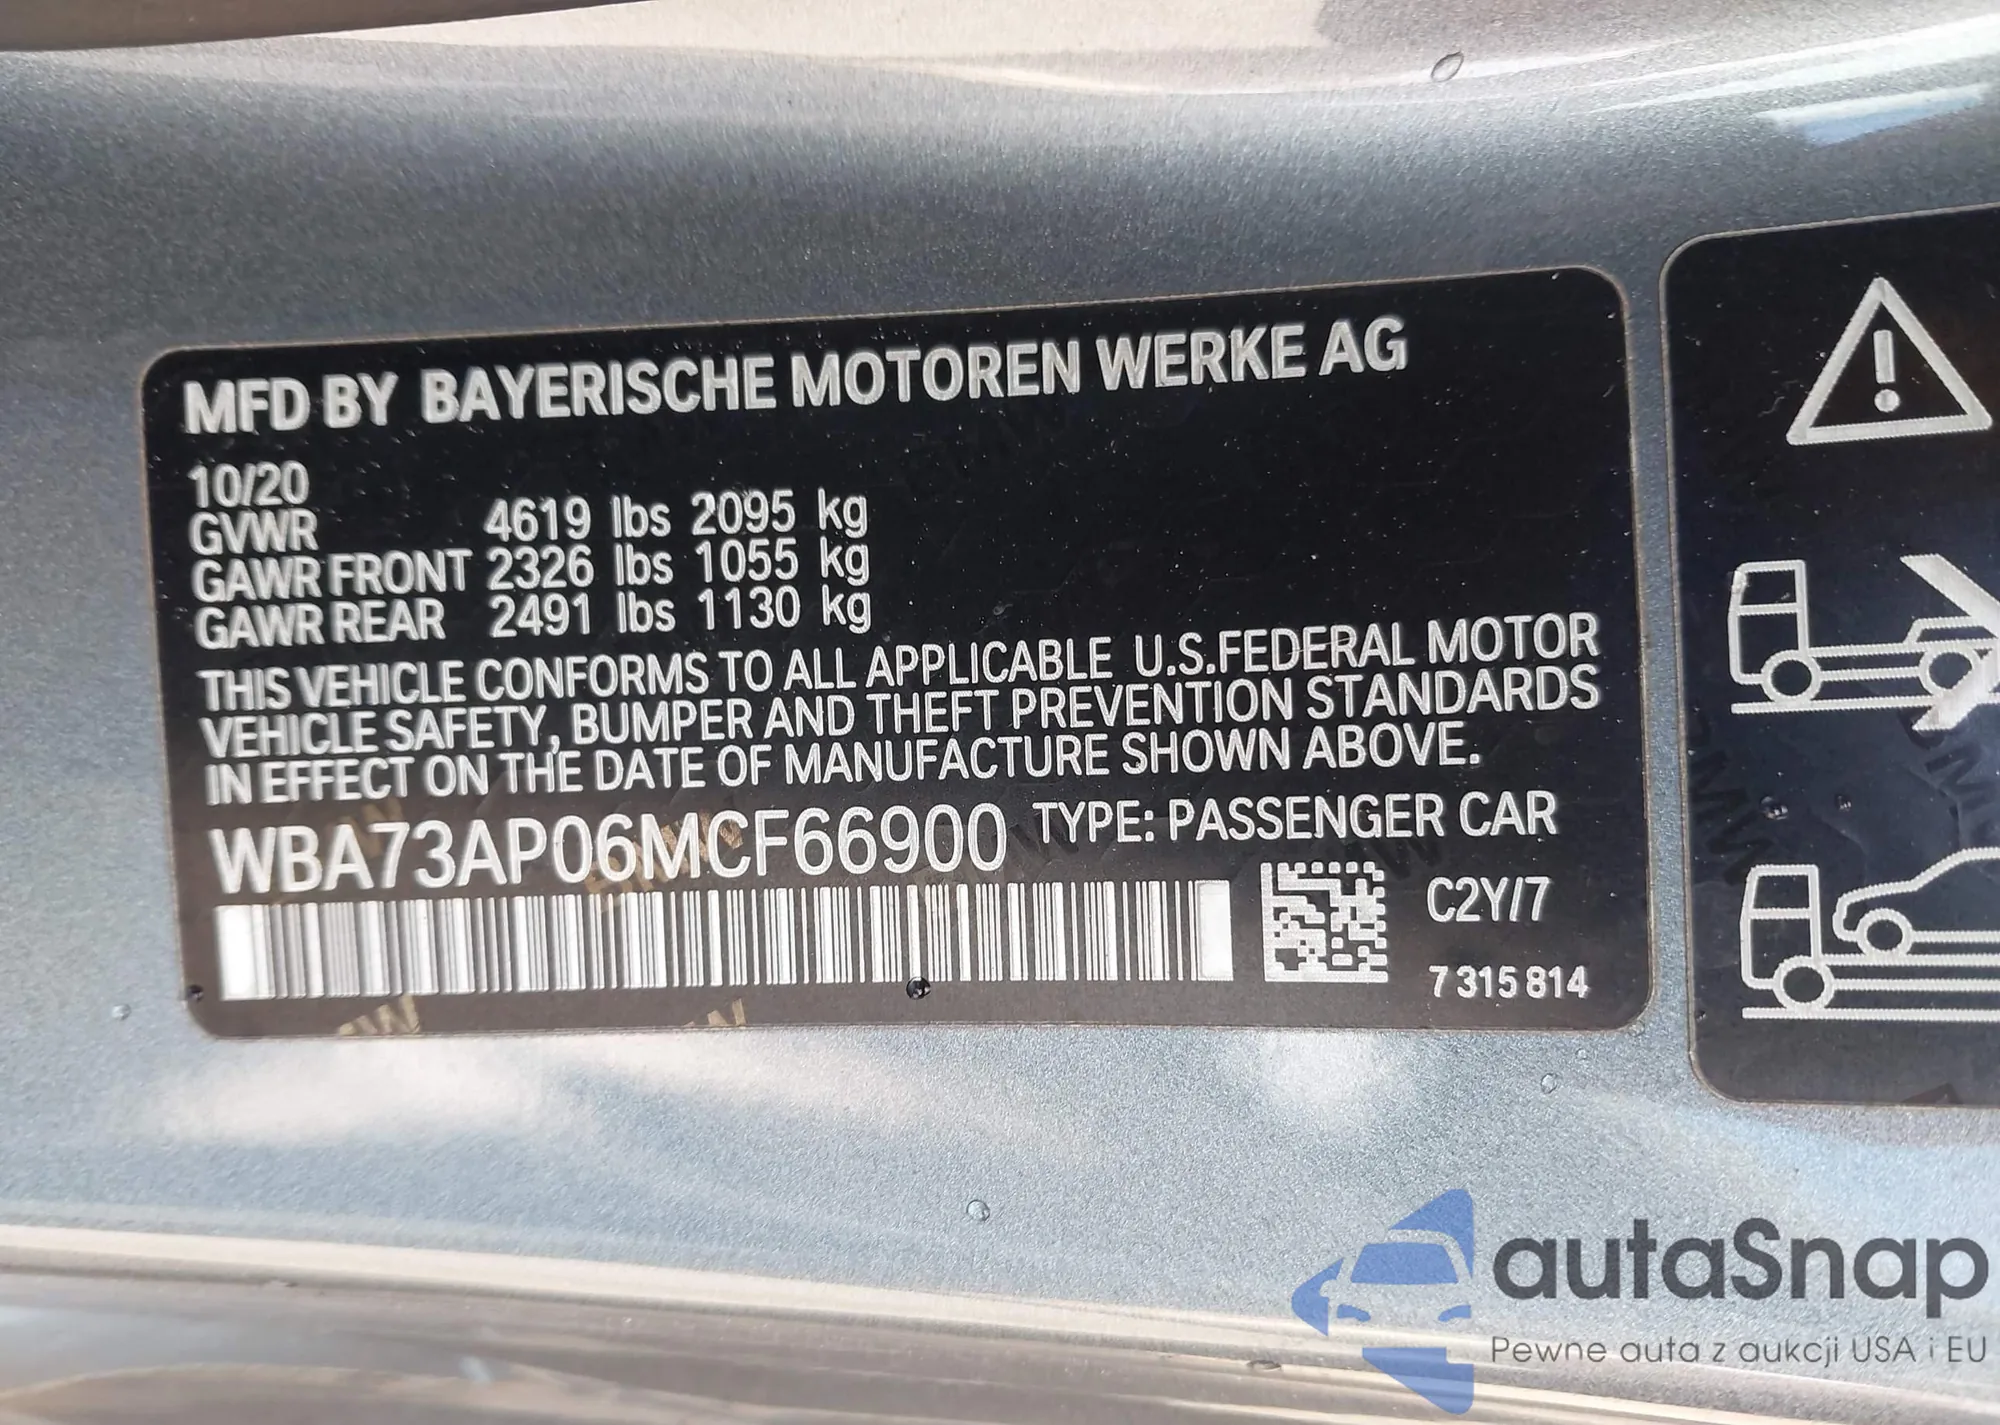 MFD BY BAYERISCHE MOTOREN WERKE AG
10/20
GVWR 4619 lbs 2095 kg
GAWR FRONT 2326 lbs 1055 kg
GAWR REAR 2491 lbs 1130 kg
THIS VEHICLE CONFORMS TO ALL APPLICABLE U.S.FEDERAL MOTOR
VEHICLE SAFETY, BUMPER AND THEFT PREVENTION STANDARDS
IN EFFECT ON THE DATE OF MANUFACTURE SHOWN ABOVE.
WBA73AP06MCF66900 TYPE: PASSENGER CAR
C2Y/7
7 315 814
autaSnap
Pewne auta z aukcji USA i EU